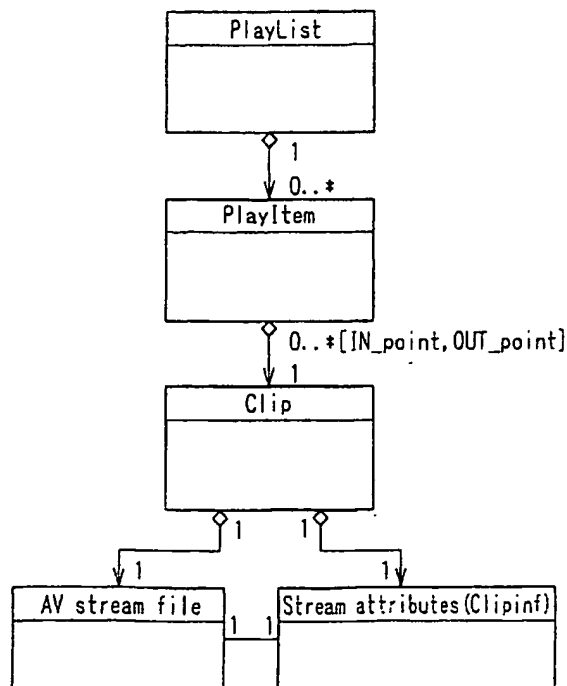 PlayList
1
0..*
PlayItem
0..*[IN_point,OUT_point]
1
Clip
1 1
1 1
AV stream file Stream attributes(Clipinf)
1 1